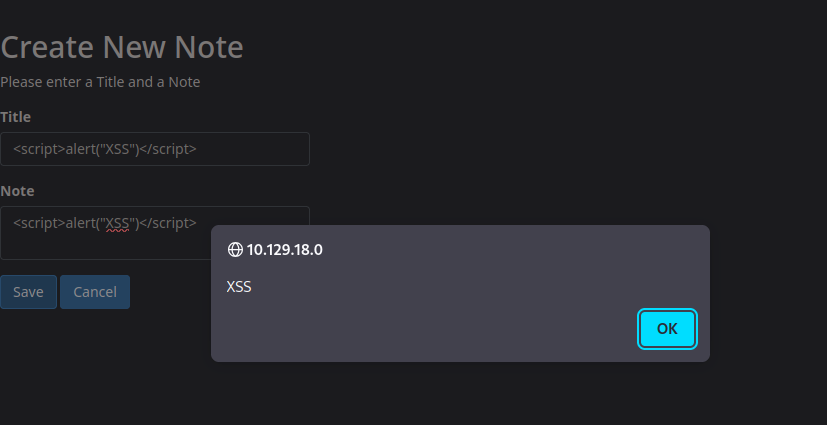 Create New Note
Please enter a Title and a Note
Title
<script>alert("XSS")</script>
Note
<script>alert("XSS")</script>
Save Cancel
10.129.18.0
XSS
OK